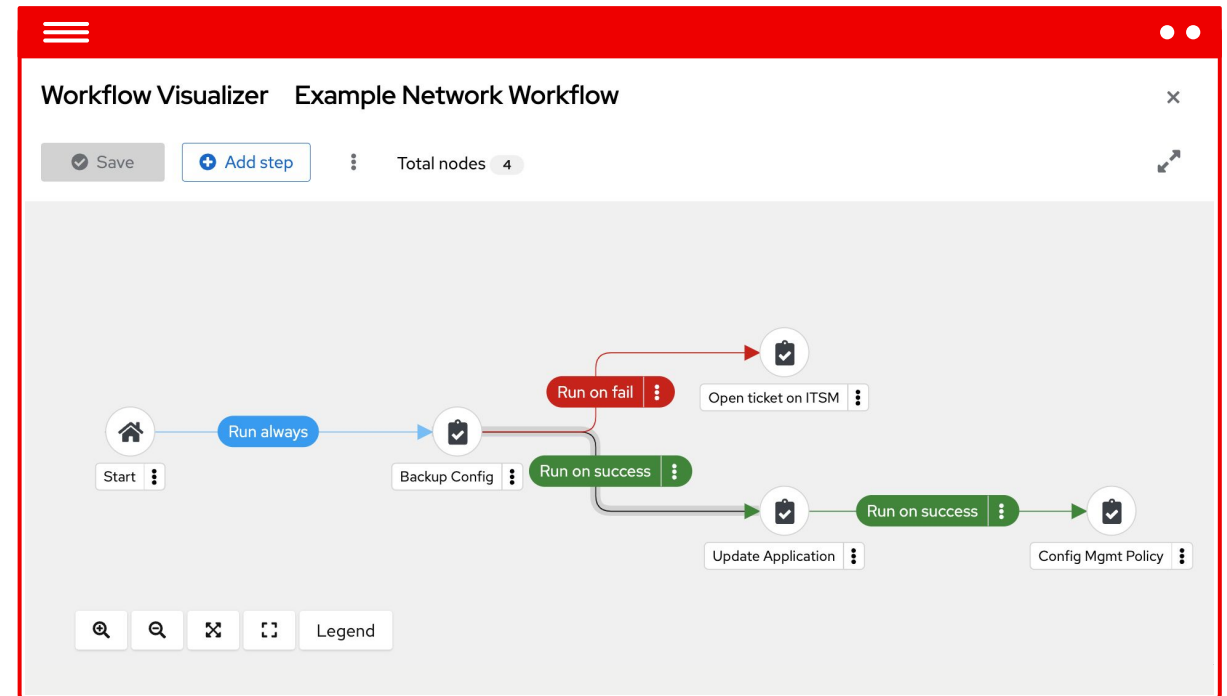 Workflow Visualizer Example Network Workflow
Save Add step Total nodes 4
Run on fail
Open ticket on ITSM
Start
Run always
Backup Config
Run on success
Update Application
Run on success
Config Mgmt Policy
Legend